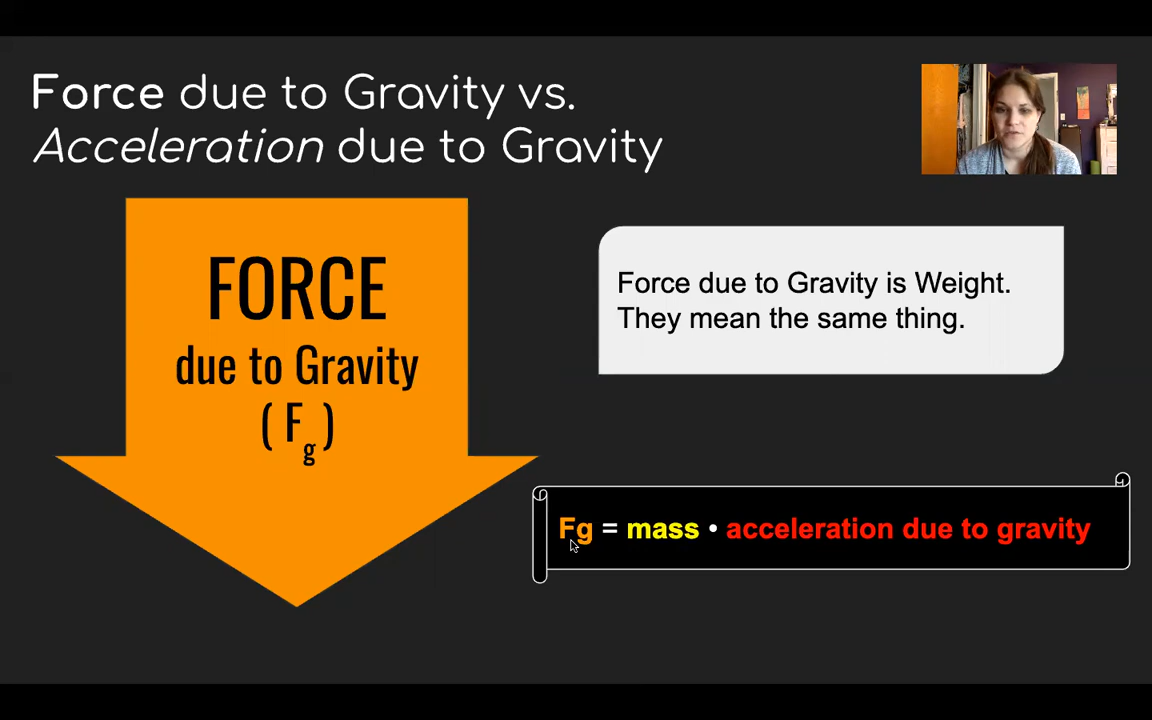 Force due to Gravity vs.
Acceleration due to Gravity
FORCE
due to Gravity
( Fg )
Force due to Gravity is Weight.
They mean the same thing.
Fg = mass • acceleration due to gravity